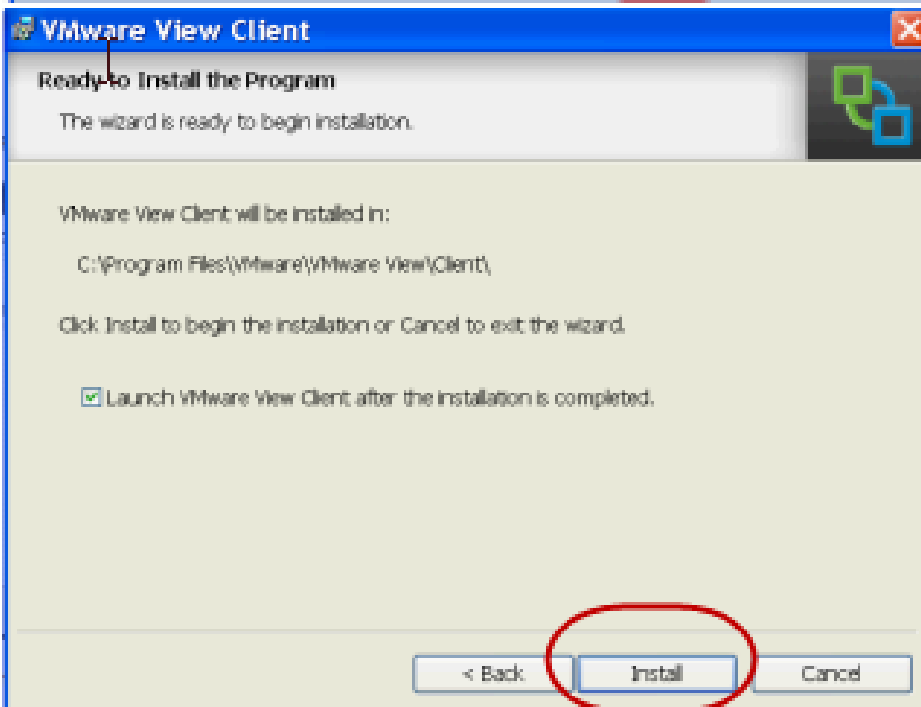 VMware View Client
Ready to Install the Program
The wizard is ready to begin installation.
VMware View Client will be installed in:
C:\Program Files\VMware\VMware View\Client\
Click Install to begin the installation or Cancel to exit the wizard.
Launch VMware View Client after the installation is completed.
< Back
Install
Cancel